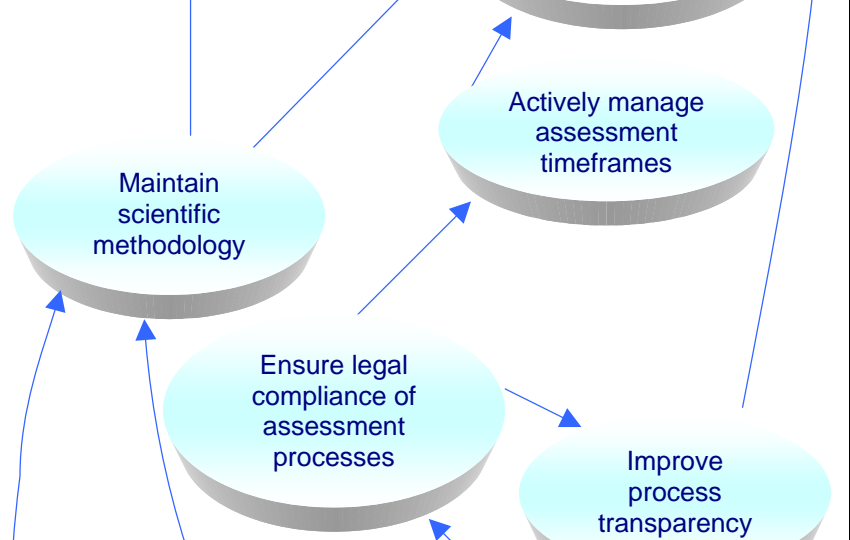 Actively manage
assessment
timeframes
Maintain
scientific
methodology
Ensure legal
compliance of
assessment
processes
Improve
process
transparency